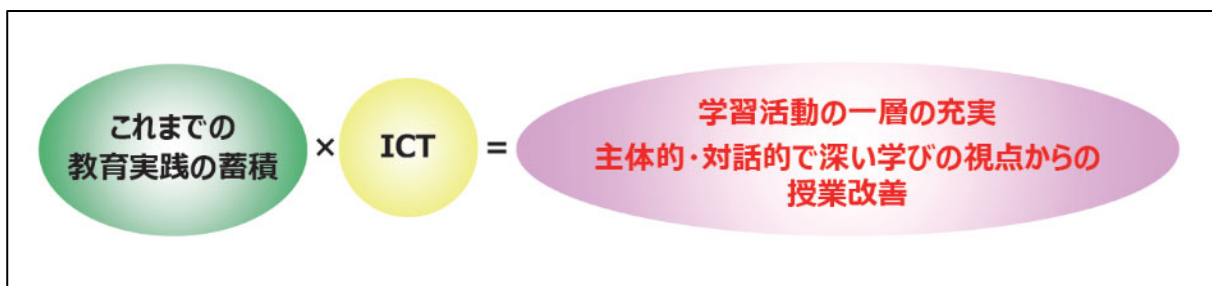 これまでの
教育実践の蓄積
×
ICT
=
学習活動の一層の充実
主体的・対話的で深い学びの視点からの
授業改善